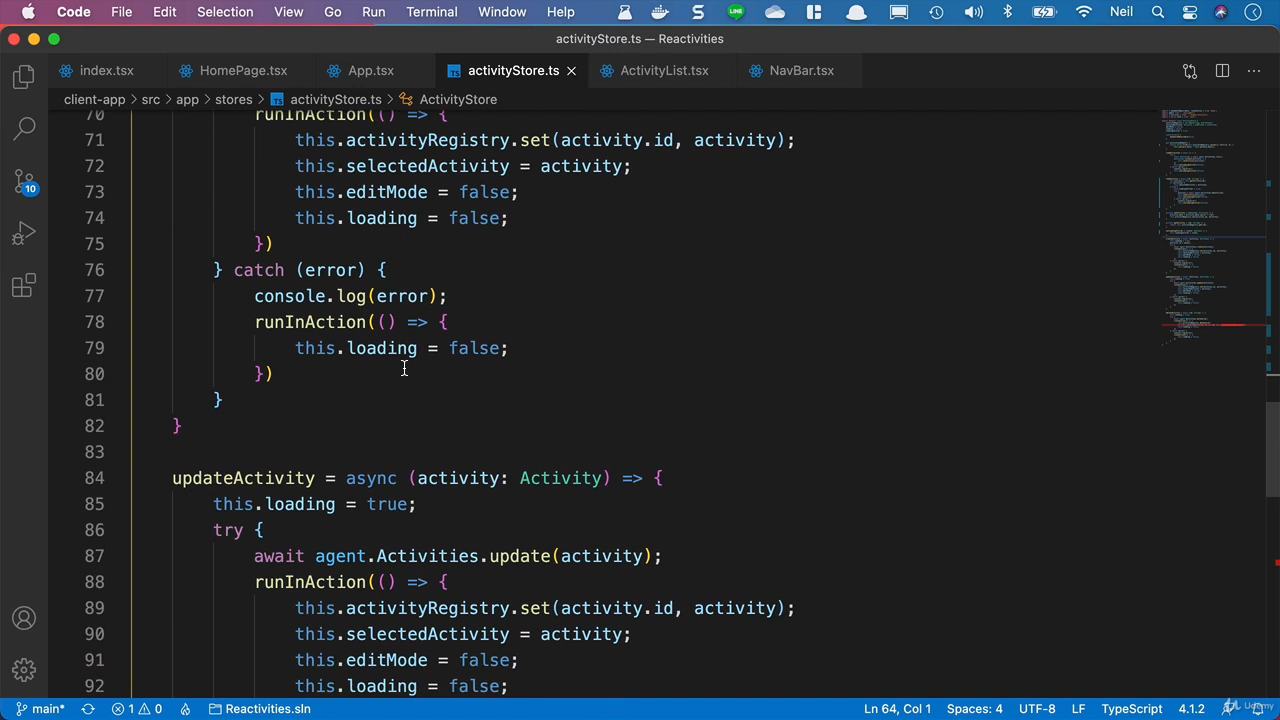 Code File Edit Selection View Go Run Terminal Window Help LINE Neil
activityStore.ts — Reactivities
index.tsx HomePage.tsx App.tsx TS activityStore.ts ActivityList.tsx NavBar.tsx
client-app > src > app > stores > TS activityStore.ts > ActivityStore
70 runInAction(() => {
71 this.activityRegistry.set(activity.id, activity);
72 this.selectedActivity = activity;
73 this.editMode = false;
74 this.loading = false;
75 })
76 } catch (error) {
77 console.log(error);
78 runInAction(() => {
79 this.loading = false;
80 })
81 }
82 }
83
84 updateActivity = async (activity: Activity) => {
85 this.loading = true;
86 try {
87 await agent.Activities.update(activity);
88 runInAction(() => {
89 this.activityRegistry.set(activity.id, activity);
90 this.selectedActivity = activity;
91 this.editMode = false;
92 this.loading = false;
10
main* 1 0 Reactivities.sln Ln 64, Col 1 Spaces: 4 UTF-8 LF TypeScript 4.1.2
Udemy